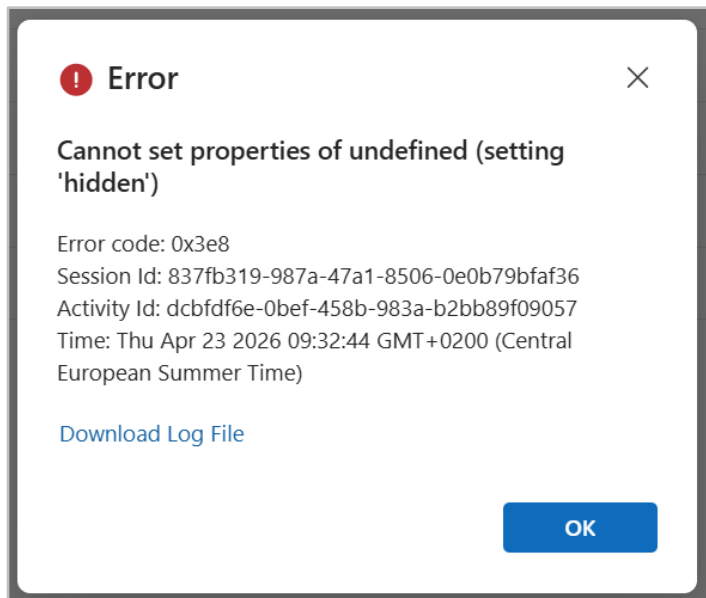 Error
Cannot set properties of undefined (setting
'hidden')
Error code: 0x3e8
Session Id: 837fb319-987a-47a1-8506-0e0b79bfaf36
Activity Id: dcbfdf6e-0bef-458b-983a-b2bb89f09057
Time: Thu Apr 23 2026 09:32:44 GMT+0200 (Central
European Summer Time)
Download Log File
OK